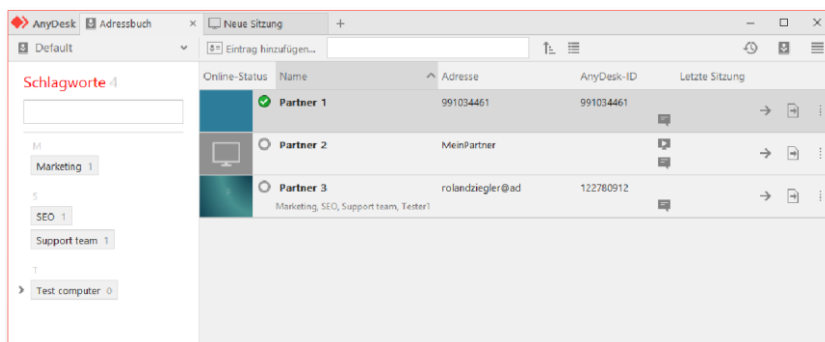 AnyDesk Adressbuch × Neue Sitzung +
Default
Eintrag hinzufügen...
Schlagworte 4
M
Marketing 1
S
SEO 1
Support team 1
T
Test computer 0
Online-Status Name Adresse AnyDesk-ID Letzte Sitzung
Partner 1 991034461 991034461
Partner 2 MeinPartner
Partner 3 rolandziegler@ad 122780912
Marketing, SEO, Support team, Tester1